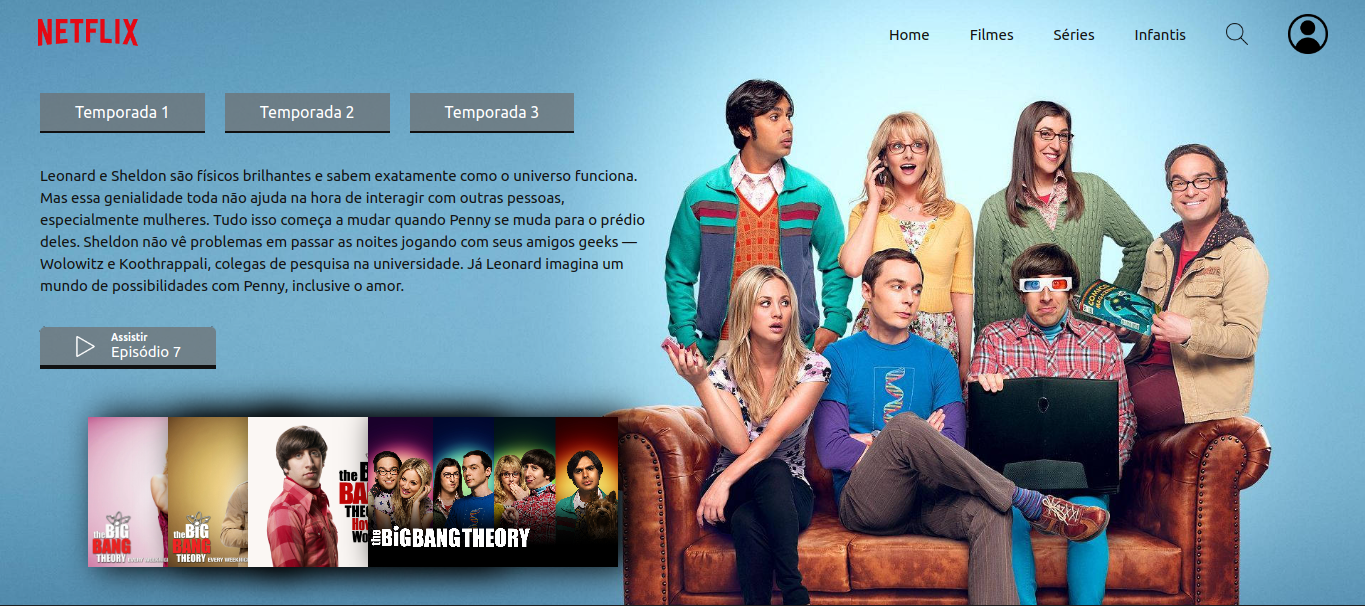 NETFLIX
Home Filmes Séries Infantis
Temporada 1 Temporada 2 Temporada 3
Leonard e Sheldon são físicos brilhantes e sabem exatamente como o universo funciona.
Mas essa genialidade toda não ajuda na hora de interagir com outras pessoas,
especialmente mulheres. Tudo isso começa a mudar quando Penny se muda para o prédio
deles. Sheldon não vê problemas em passar as noites jogando com seus amigos geeks —
Wolowitz e Koothrappali, colegas de pesquisa na universidade. Já Leonard imagina um
mundo de possibilidades com Penny, inclusive o amor.
Assistir
Episódio 7
the BIG
BANG
THEORY
the BIG
BANG
THEORY
the
the BiG BANG THEORY